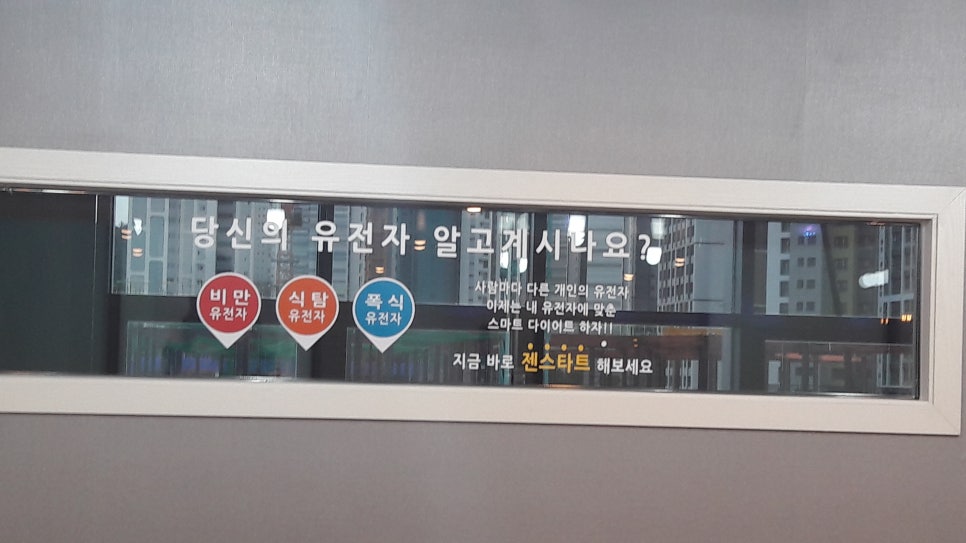 당신의 유전자 알고계시나요?
비만
유전자
식탐
유전자
폭식
유전자
사람마다 다른 개인의 유전자
이제는 내 유전자에 맞춘
스마트 다이어트 하자!!
지금 바로 젠스타트 해보세요